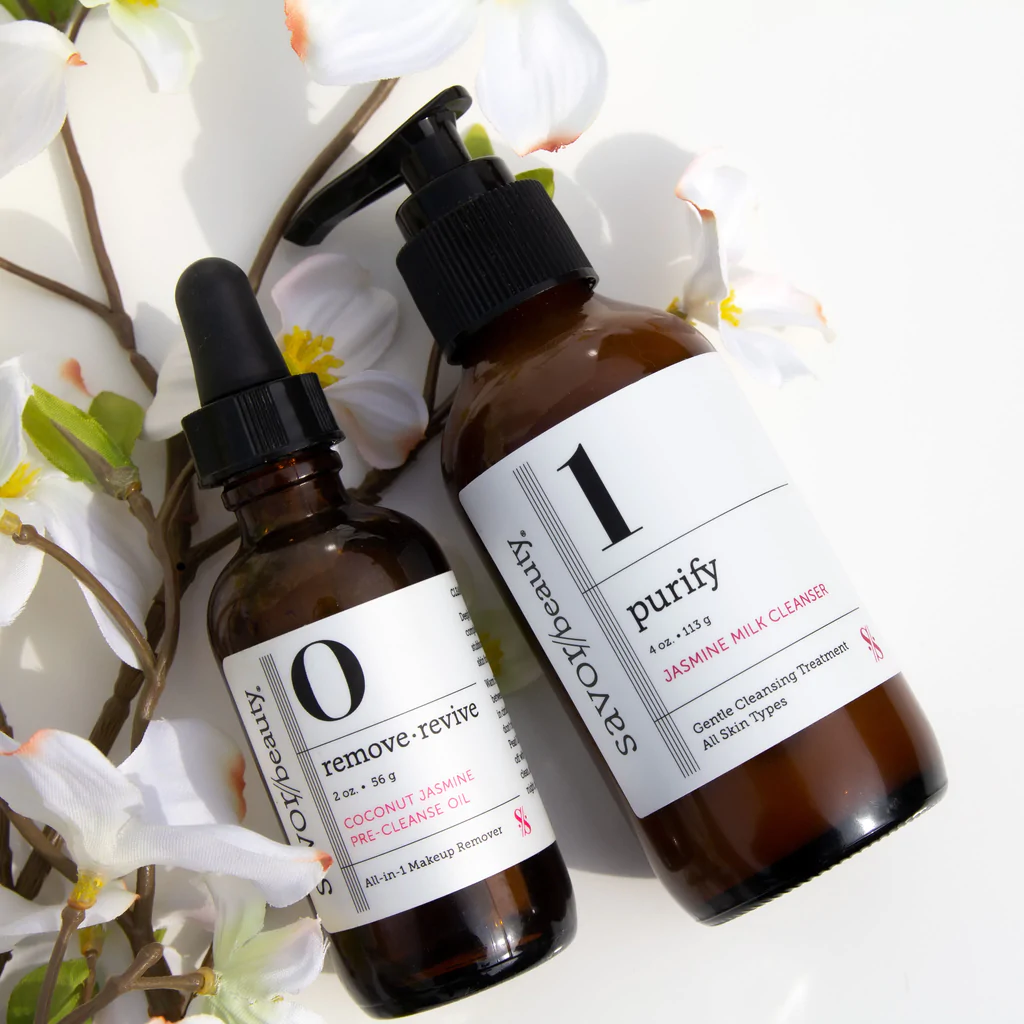 0
remove·revive
2 oz. • 56 g
COCONUT JASMINE
PRE-CLEANSE OIL
All-in-1 Makeup Remover
savor/beauty®
1
purify
4 oz. • 113 g
JASMINE MILK CLEANSER
Gentle Cleansing Treatment
All Skin Types
savor/beauty®